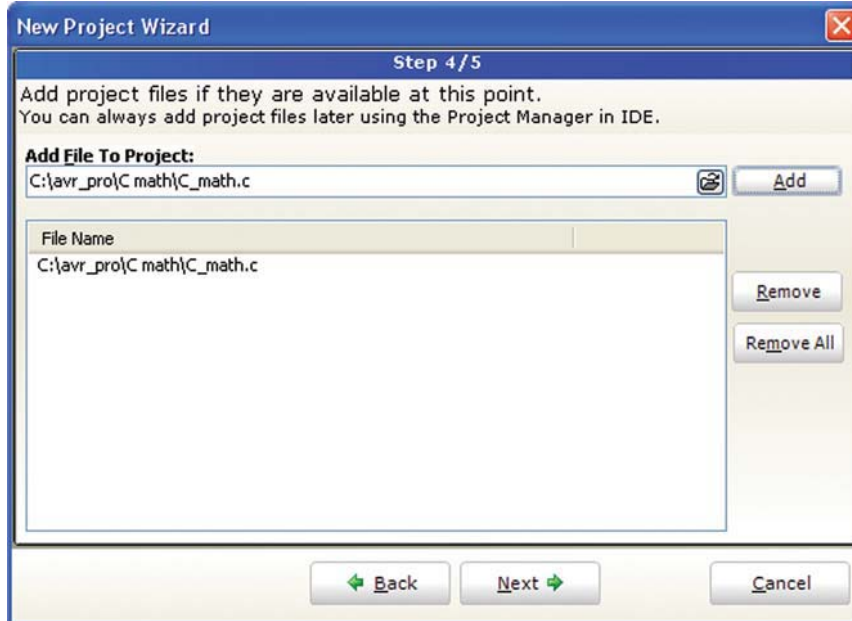 New Project Wizard
Step 4/5
Add project files if they are available at this point.
You can always add project files later using the Project Manager in IDE.
Add File To Project:
C:\avr_pro\C math\C_math.c
Add
File Name
C:\avr_pro\C math\C_math.c
Remove
Remove All
Back
Next
Cancel